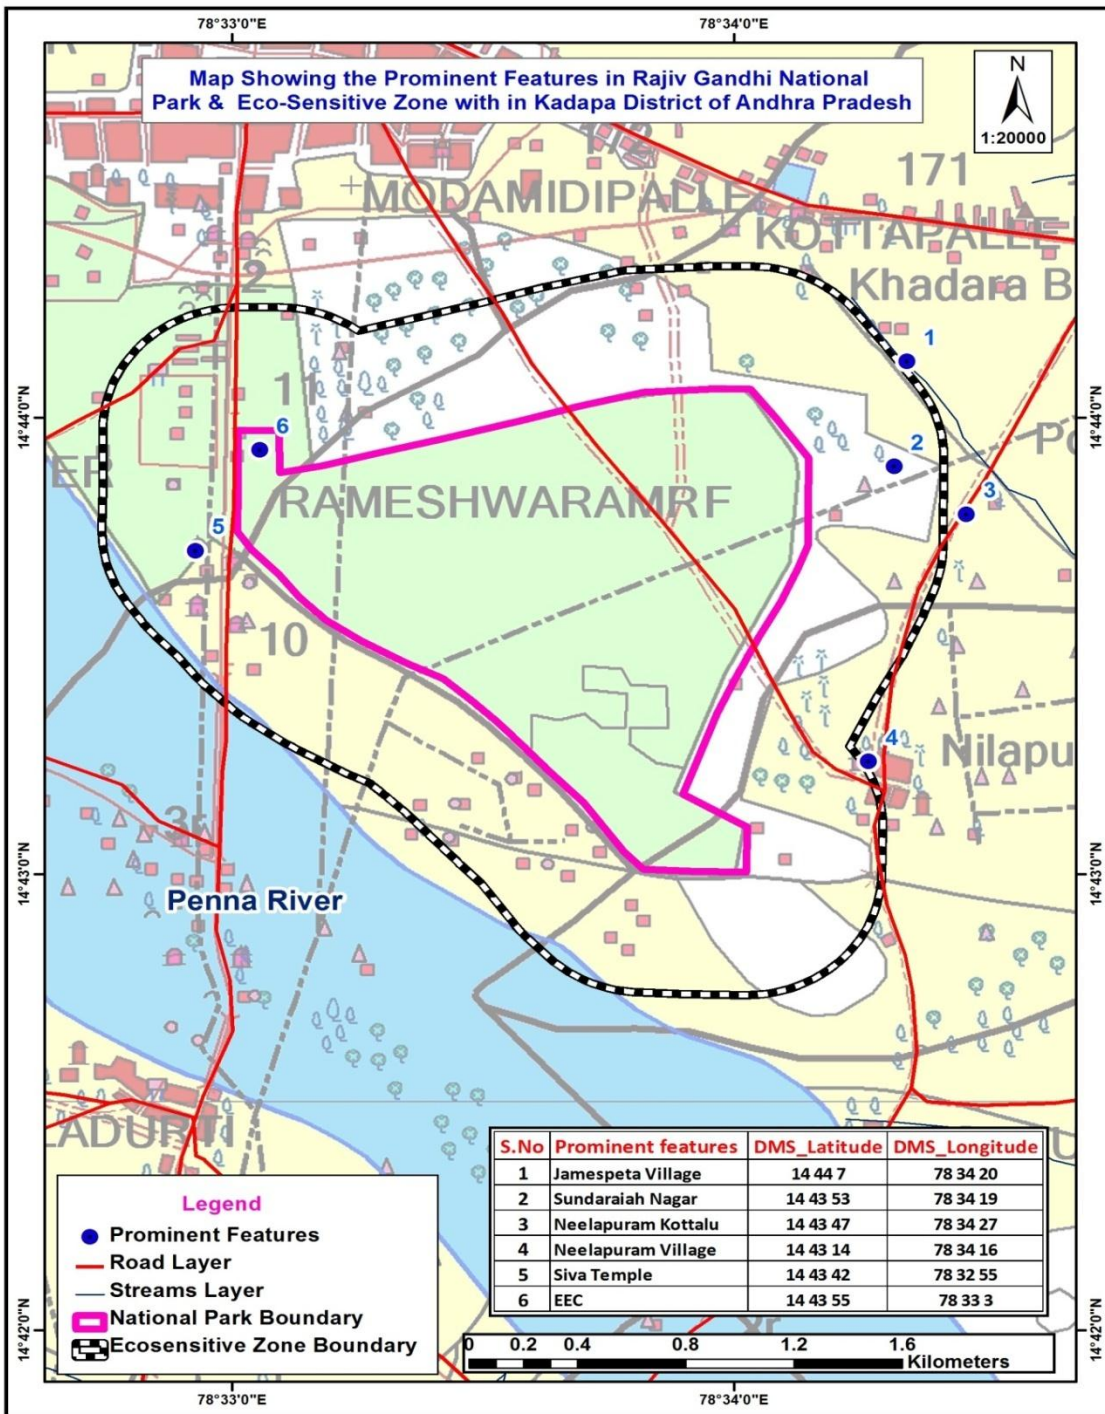 78°33'0"E 78°34'0"E
Map Showing the Prominent Features in Rajiv Gandhi National
Park & Eco-Sensitive Zone with in Kadapa District of Andhra Pradesh
N
1:20000
172
171
MODAMIDIPALLE
KOTTAPALLE
Khadara B
2
1
14°44'0"N 14°44'0"N
11
6
2
Po
ER
RAMESHWARAMRF
3
5
10
4
Nilapu
3
14°43'0"N 14°43'0"N
Penna River
LADURTI
U
S.No Prominent features DMS_Latitude DMS_Longitude
1 Jamespeta Village 14 44 7 78 34 20
2 Sundaraiah Nagar 14 43 53 78 34 19
3 Neelapuram Kottalu 14 43 47 78 34 27
4 Neelapuram Village 14 43 14 78 34 16
5 Siva Temple 14 43 42 78 32 55
6 EEC 14 43 55 78 33 3
Legend
Prominent Features
Road Layer
Streams Layer
National Park Boundary
Ecosensitive Zone Boundary
14°42'0"N 14°42'0"N
0 0.2 0.4 0.8 1.2 1.6
Kilometers
78°33'0"E 78°34'0"E